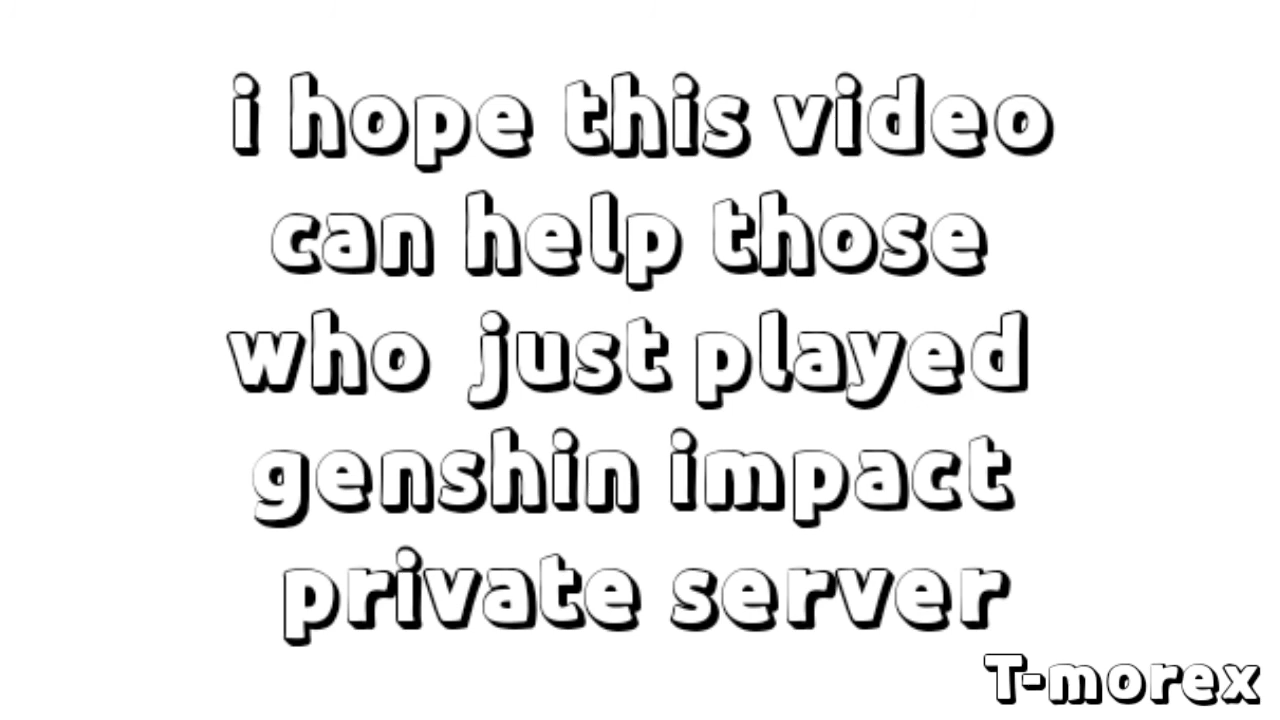 i hope this video
can help those
who just played
genshin impact
private server
T-morex